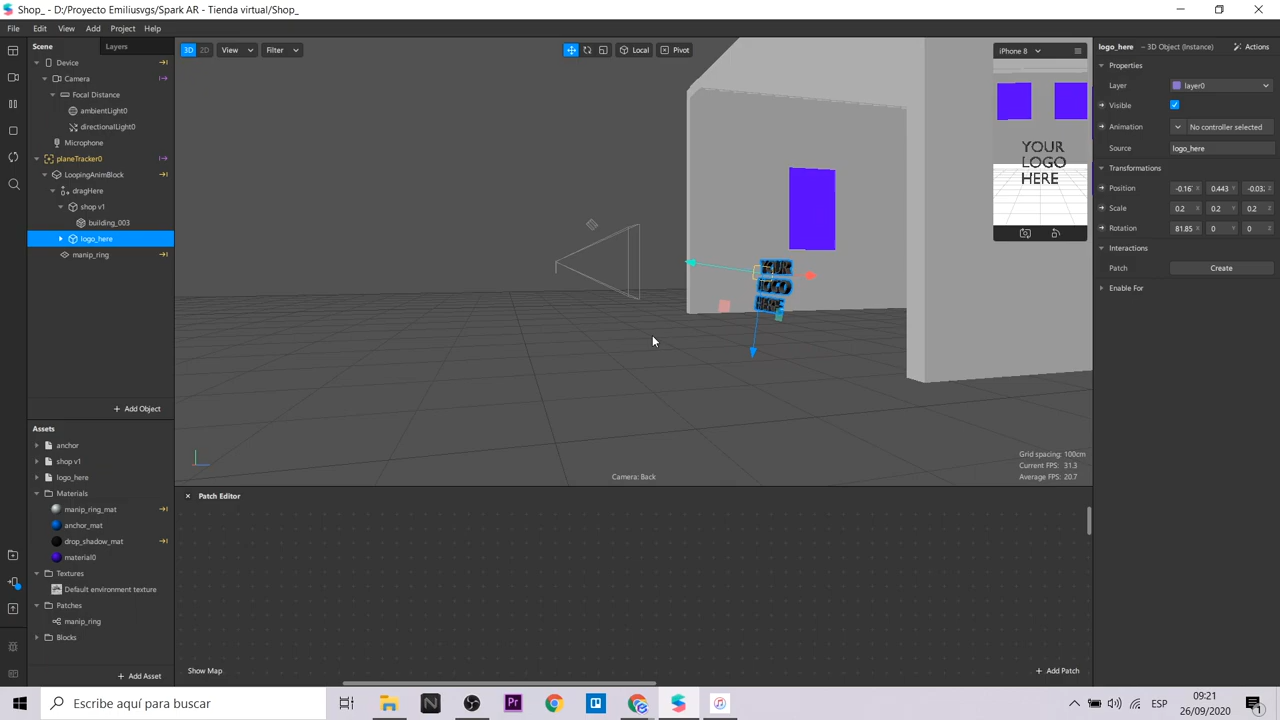 Shop_ - D:/Proyecto Emiliusvgs/Spark AR - Tienda virtual/Shop_
File Edit View Add Project Help
Scene Layers
Device
Camera
Focal Distance
ambientLight0
directionalLight0
Microphone
planeTracker0
LoopingAnimBlock
dragHere
shop v1
building_003
logo_here
manip_ring
+ Add Object
Assets
anchor
shop v1
logo_here
Materials
manip_ring_mat
anchor_mat
drop_shadow_mat
material0
Textures
Default environment texture
Patches
manip_ring
Blocks
+ Add Asset
3D 2D View Filter
Local Pivot
LOGO
HERE
iPhone 8
YOUR
LOGO
HERE
Camera: Back
Grid spacing: 100cm
Current FPS: 31.3
Average FPS: 20.7
Patch Editor
Show Map
+ Add Patch
logo_here — 3D Object (Instance) Actions
Properties
Layer layer0
Visible
Animation No controller selected
Source logo_here
Transformations
Position -0.16 0.443 -0.03
Scale 0.2 X 0.2 Y 0.2 Z
Rotation 81.85 0 0
Interactions
Patch Create
Enable For
Escribe aquí para buscar
N
Pr
ESP
09:21
26/09/2020
1